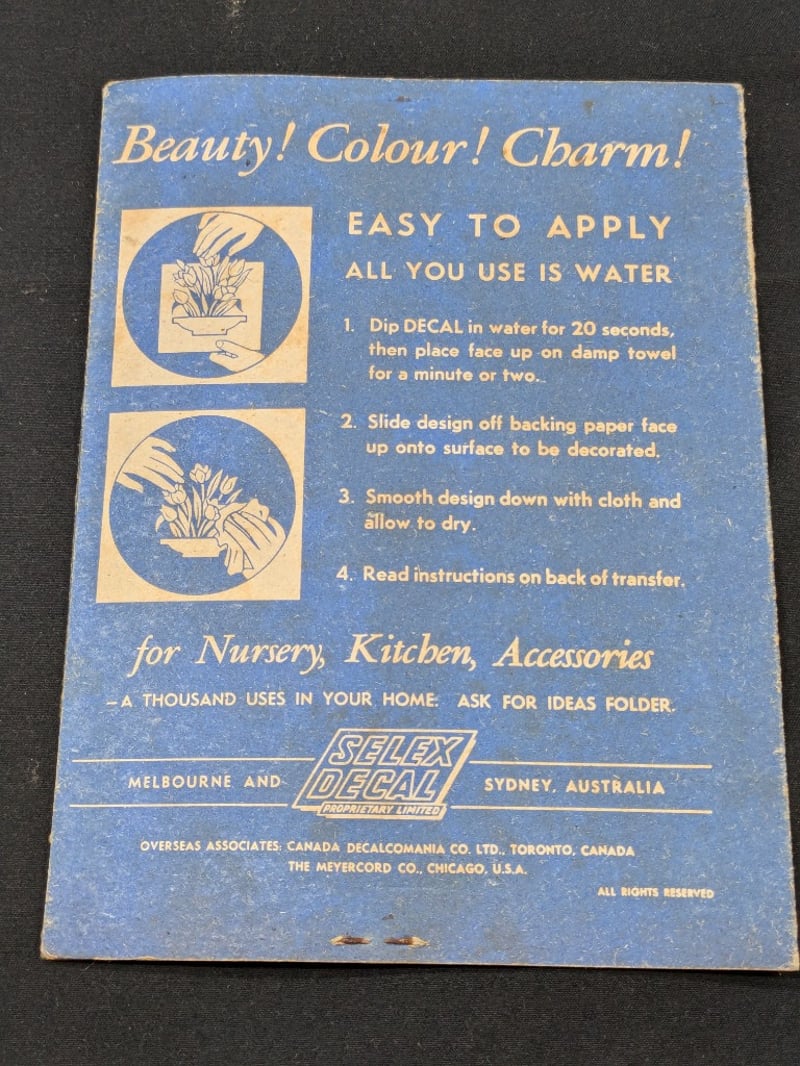 Beauty! Colour! Charm!
EASY TO APPLY
ALL YOU USE IS WATER
1. Dip DECAL in water for 20 seconds,
then place face up on damp towel
for a minute or two.
2. Slide design off backing paper face
up onto surface to be decorated.
3. Smooth design down with cloth and
allow to dry.
4. Read instructions on back of transfer.
for Nursery, Kitchen, Accessories
—A THOUSAND USES IN YOUR HOME. ASK FOR IDEAS FOLDER.
SELEX
DECAL
PROPRIETARY LIMITED
MELBOURNE AND SYDNEY, AUSTRALIA
OVERSEAS ASSOCIATES: CANADA DECALCOMANIA CO. LTD., TORONTO, CANADA
THE MEYERCORD CO., CHICAGO, U.S.A.
ALL RIGHTS RESERVED